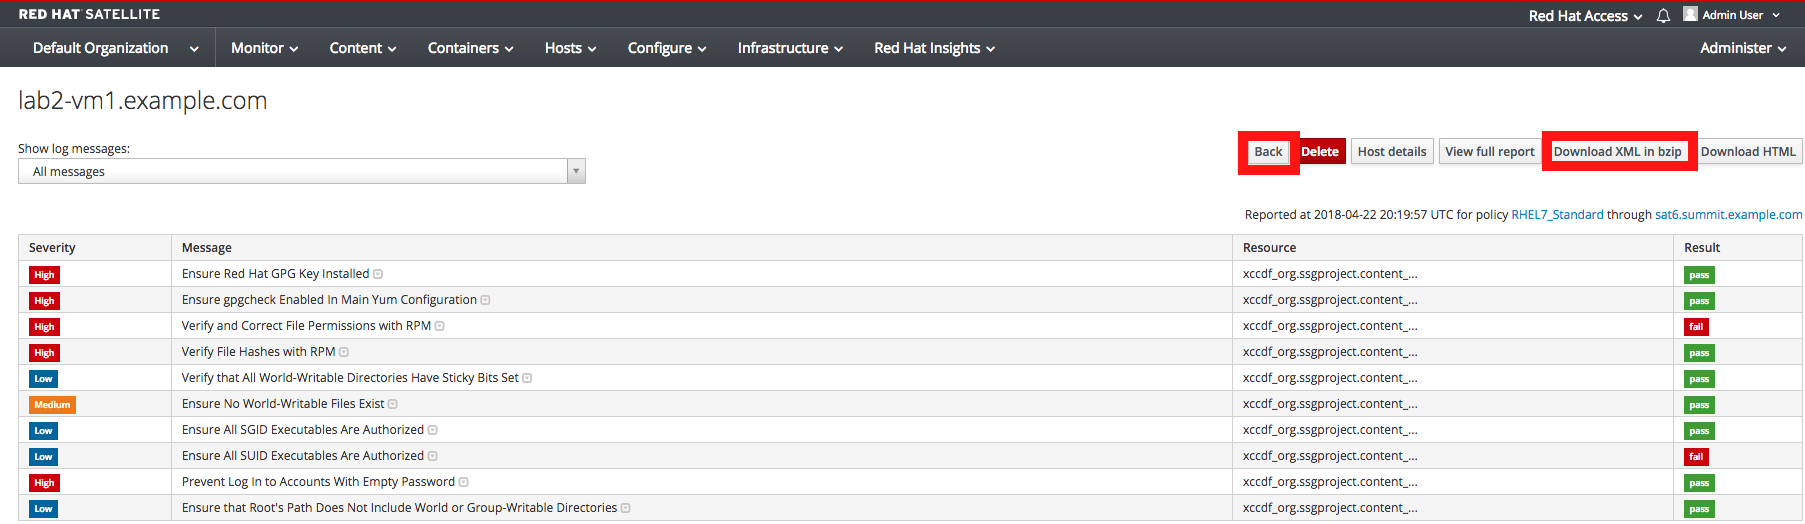 RED HAT SATELLITE
Red Hat Access Admin User
Default Organization Monitor Content Containers Hosts Configure Infrastructure Red Hat Insights Administer
lab2-vm1.example.com
Show log messages:
All messages
Back Delete Host details View full report Download XML in bzip Download HTML
Reported at 2018-04-22 20:19:57 UTC for policy RHEL7_Standard through sat6.summit.example.com
Severity Message Resource Result
High Ensure Red Hat GPG Key Installed xccdf_org.ssgproject.content_... pass
High Ensure gpgcheck Enabled In Main Yum Configuration xccdf_org.ssgproject.content_... pass
High Verify and Correct File Permissions with RPM xccdf_org.ssgproject.content_... fail
High Verify File Hashes with RPM xccdf_org.ssgproject.content_... pass
Low Verify that All World-Writable Directories Have Sticky Bits Set xccdf_org.ssgproject.content_... pass
Medium Ensure No World-Writable Files Exist xccdf_org.ssgproject.content_... pass
Low Ensure All SGID Executables Are Authorized xccdf_org.ssgproject.content_... pass
Low Ensure All SUID Executables Are Authorized xccdf_org.ssgproject.content_... fail
High Prevent Log In to Accounts With Empty Password xccdf_org.ssgproject.content_... pass
Low Ensure that Root's Path Does Not Include World or Group-Writable Directories xccdf_org.ssgproject.content_... pass